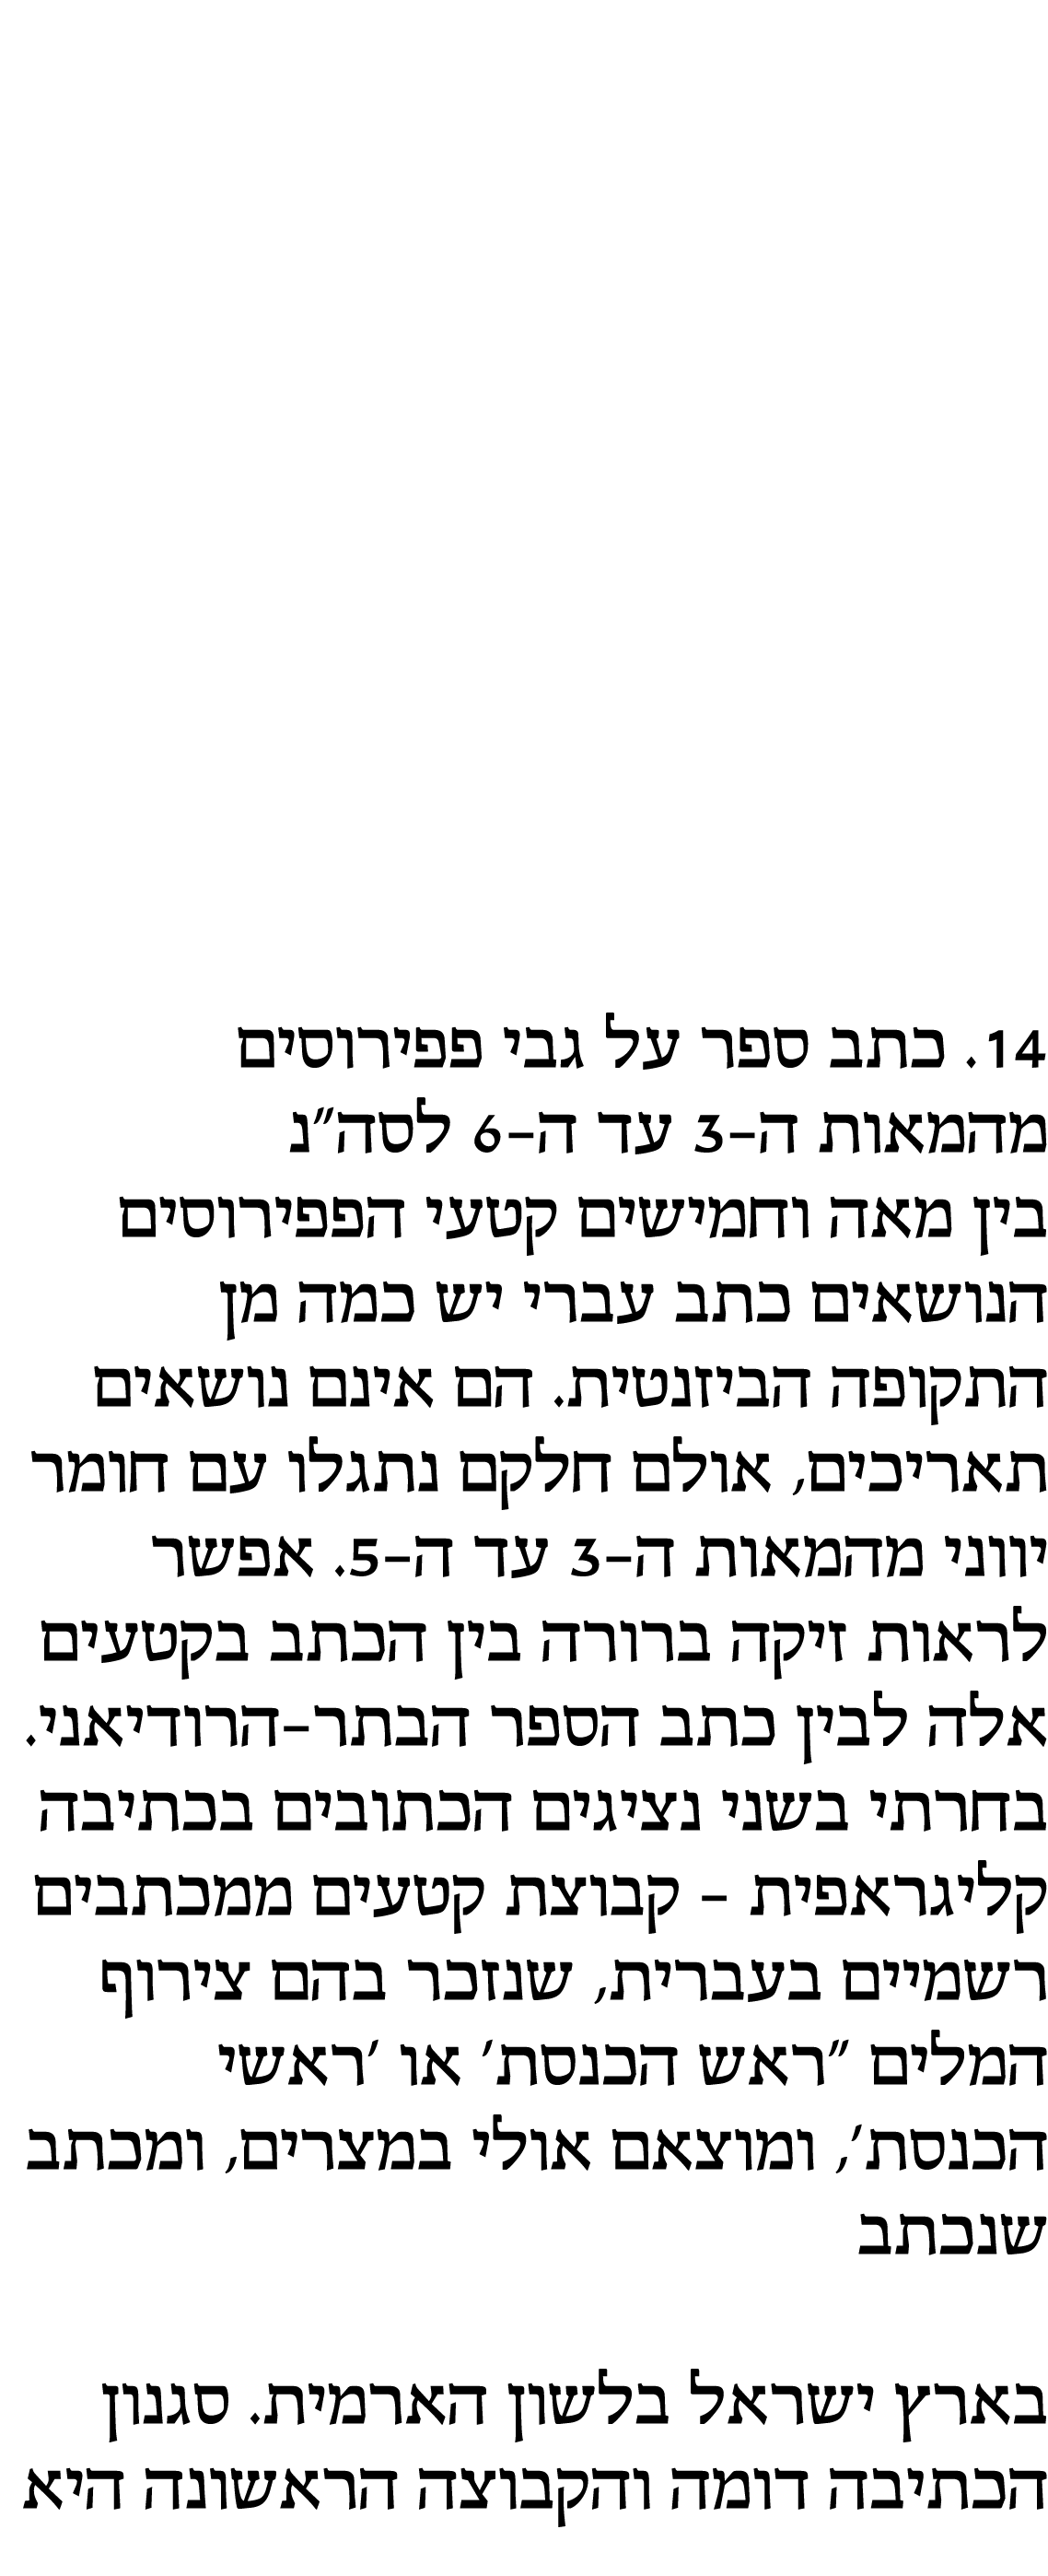 14. כתב ספר על גבי פפירוסים
מהמאות ה-3 עד ה-6 לסה"נ
בין מאה וחמישים קטעי הפפירוסים
הנושאים כתב עברי יש כמה מן
התקופה הביזנטית. הם אינם נושאים
תאריכים, אולם חלקם נתגלו עם חומר
יווני מהמאות ה-3 עד ה-5. אפשר
לראות זיקה ברורה בין הכתב בקטעים
אלה לבין כתב הספר הבתר-הרודיאני.
בחרתי בשני נציגים הכתובים בכתיבה
קליגראפית - קבוצת קטעים ממכתבים
רשמיים בעברית, שנזכר בהם צירוף
המלים "ראש הכנסת' או 'ראשי
הכנסת', ומוצאם אולי במצרים, ומכתב
שנכתב
בארץ ישראל בלשון הארמית. סגנון
הכתיבה דומה והקבוצה הראשונה היא